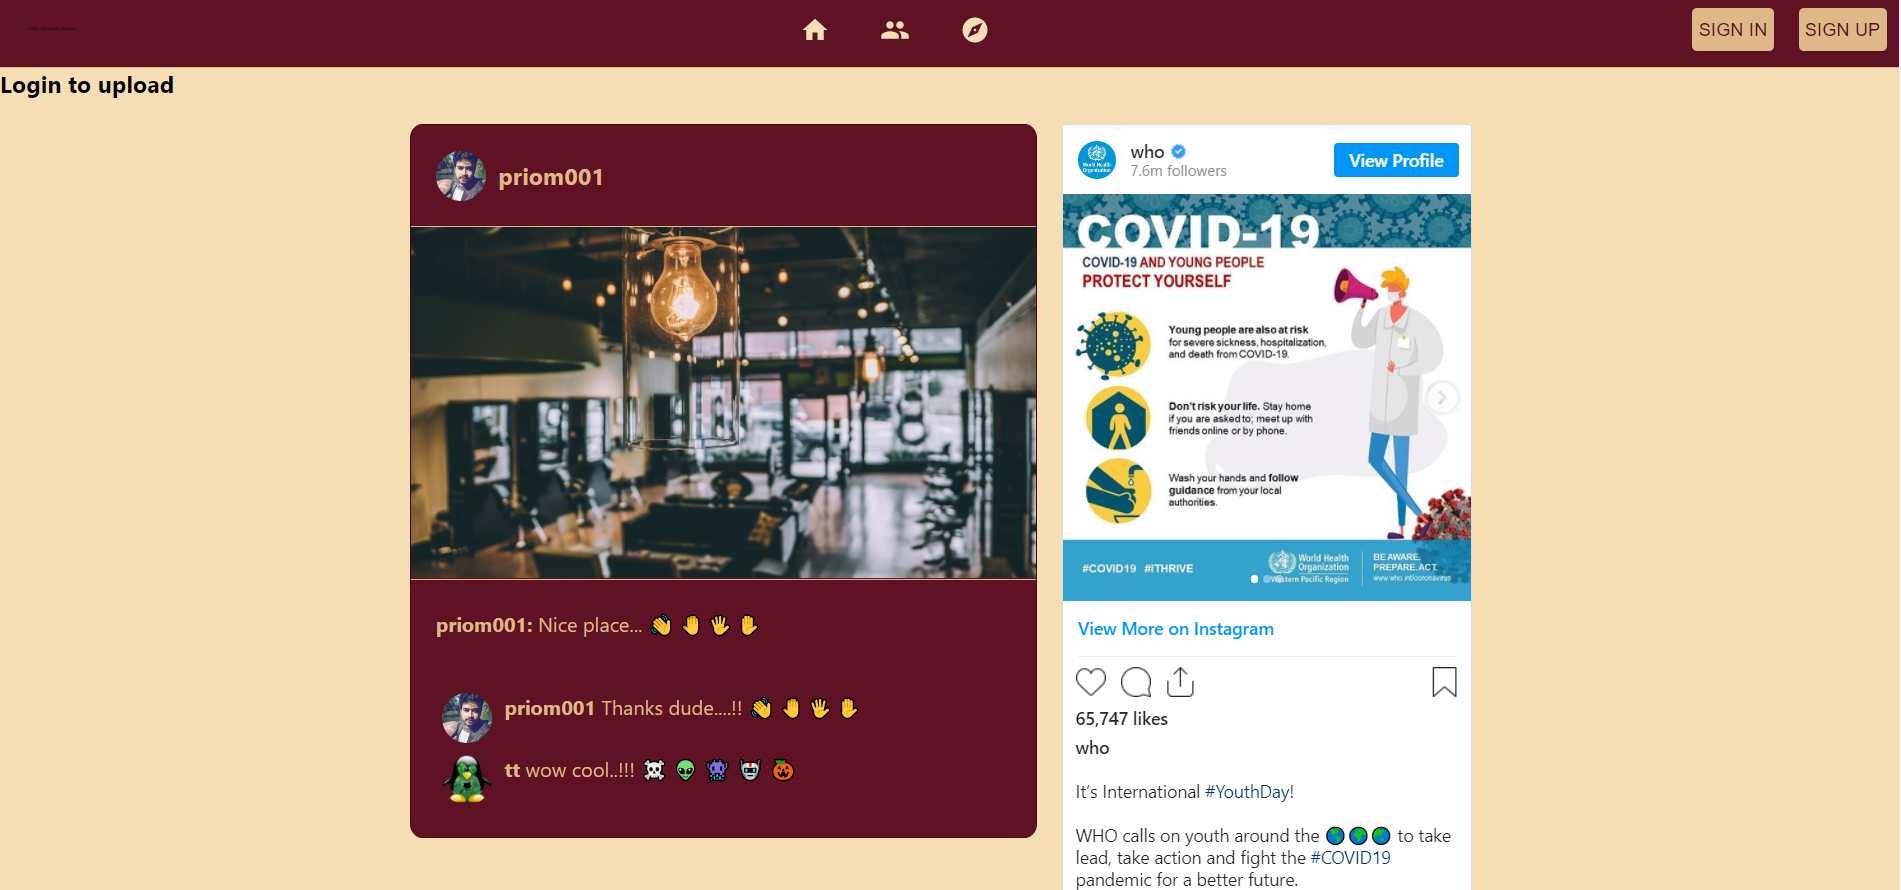 SIGN IN
SIGN UP
Login to upload
priom001
priom001: Nice place... 👋 🤚 🖐 ✋
priom001 Thanks dude....!! 👋 🤚 🖐 ✋
tt wow cool..!!! ☠ 👽 👾 🤖 🎃
who
7.6m followers
View Profile
World Health
Organization
COVID-19
COVID-19 AND YOUNG PEOPLE
PROTECT YOURSELF
Young people are also at risk
for severe sickness, hospitalization,
and death from COVID-19.
Don't risk your life. Stay home
if you are asked to; meet up with
friends online or by phone.
Wash your hands and follow
guidance from your local
authorities.
#COVID19 #ITHRIVE
World Health
Organization
Western Pacific Region
BE AWARE.
PREPARE. ACT.
www.who.int/coronavirus
View More on Instagram
65,747 likes
who
It’s International #YouthDay!
WHO calls on youth around the 🌎🌍🌏 to take
lead, take action and fight the #COVID19
pandemic for a better future.